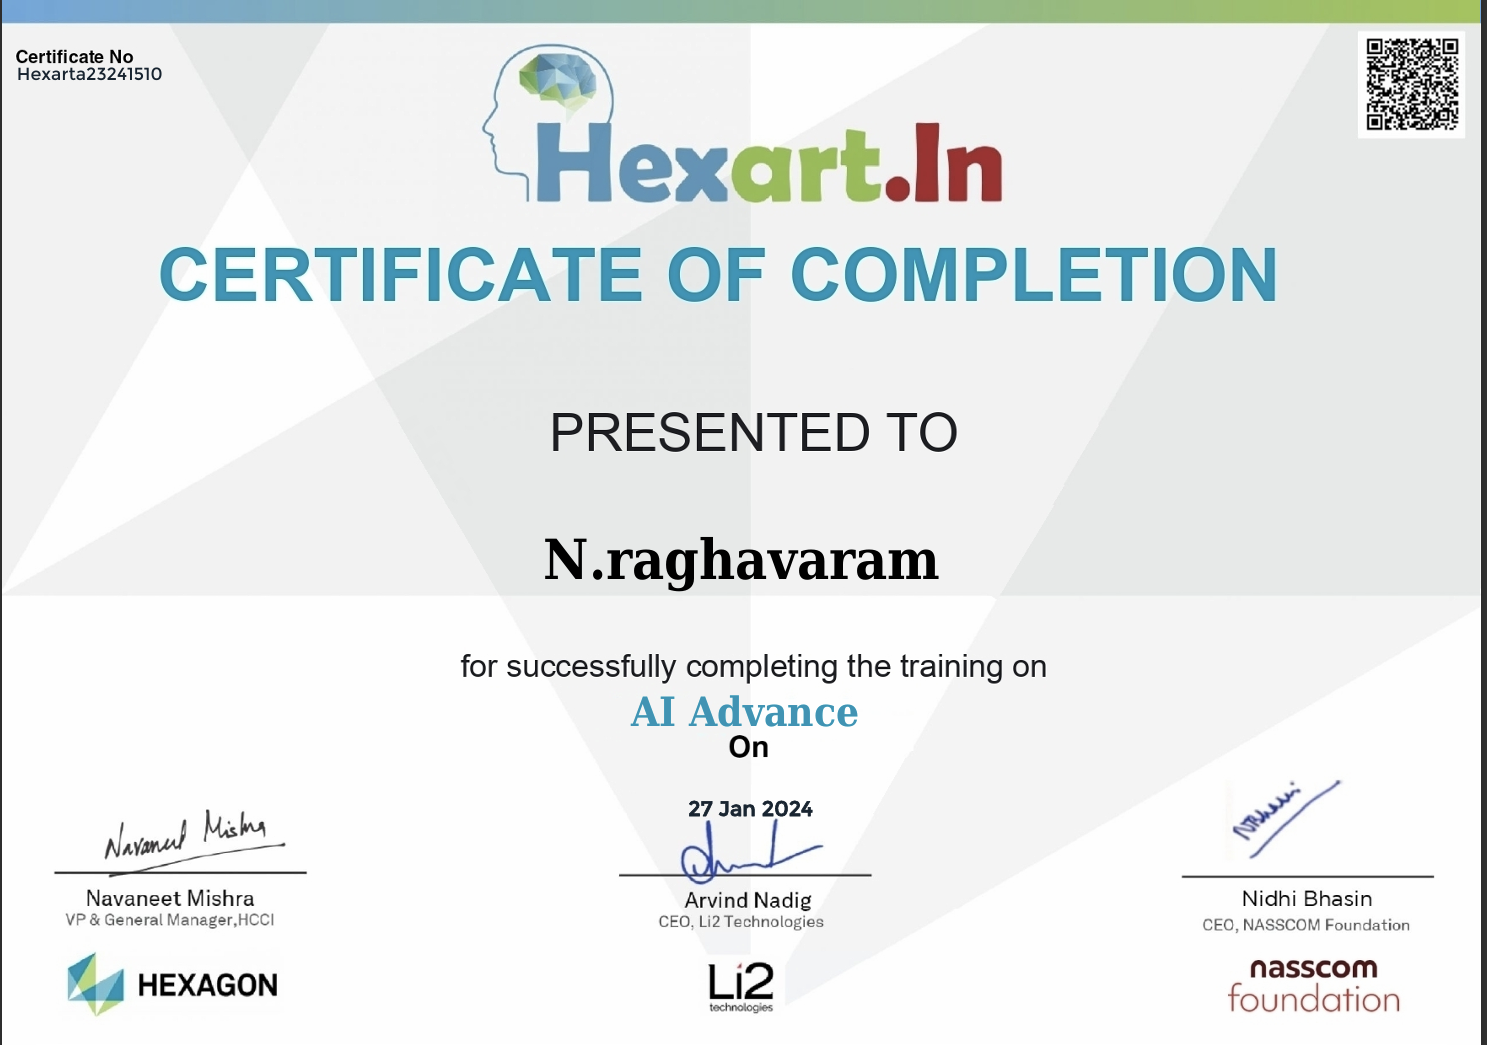 Certificate No
Hexarta23241510
Hexart.In
CERTIFICATE OF COMPLETION
PRESENTED TO
N.raghavaram
for successfully completing the training on
AI Advance
On
27 Jan 2024
Navaneet Mishra
Navaneet Mishra
VP & General Manager,HCCI
HEXAGON
Arvind Nadig
CEO, Li2 Technologies
Li2
technologies
NBhasin
Nidhi Bhasin
CEO, NASSCOM Foundation
nasscom
foundation